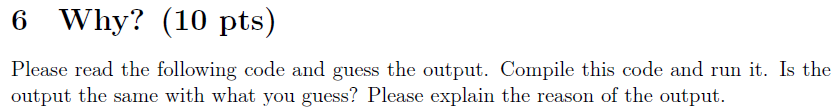 6 Why? (10 pts)
Please read the following code and guess the output. Compile this code and run it. Is the
output the same with what you guess? Please explain the reason of the output.